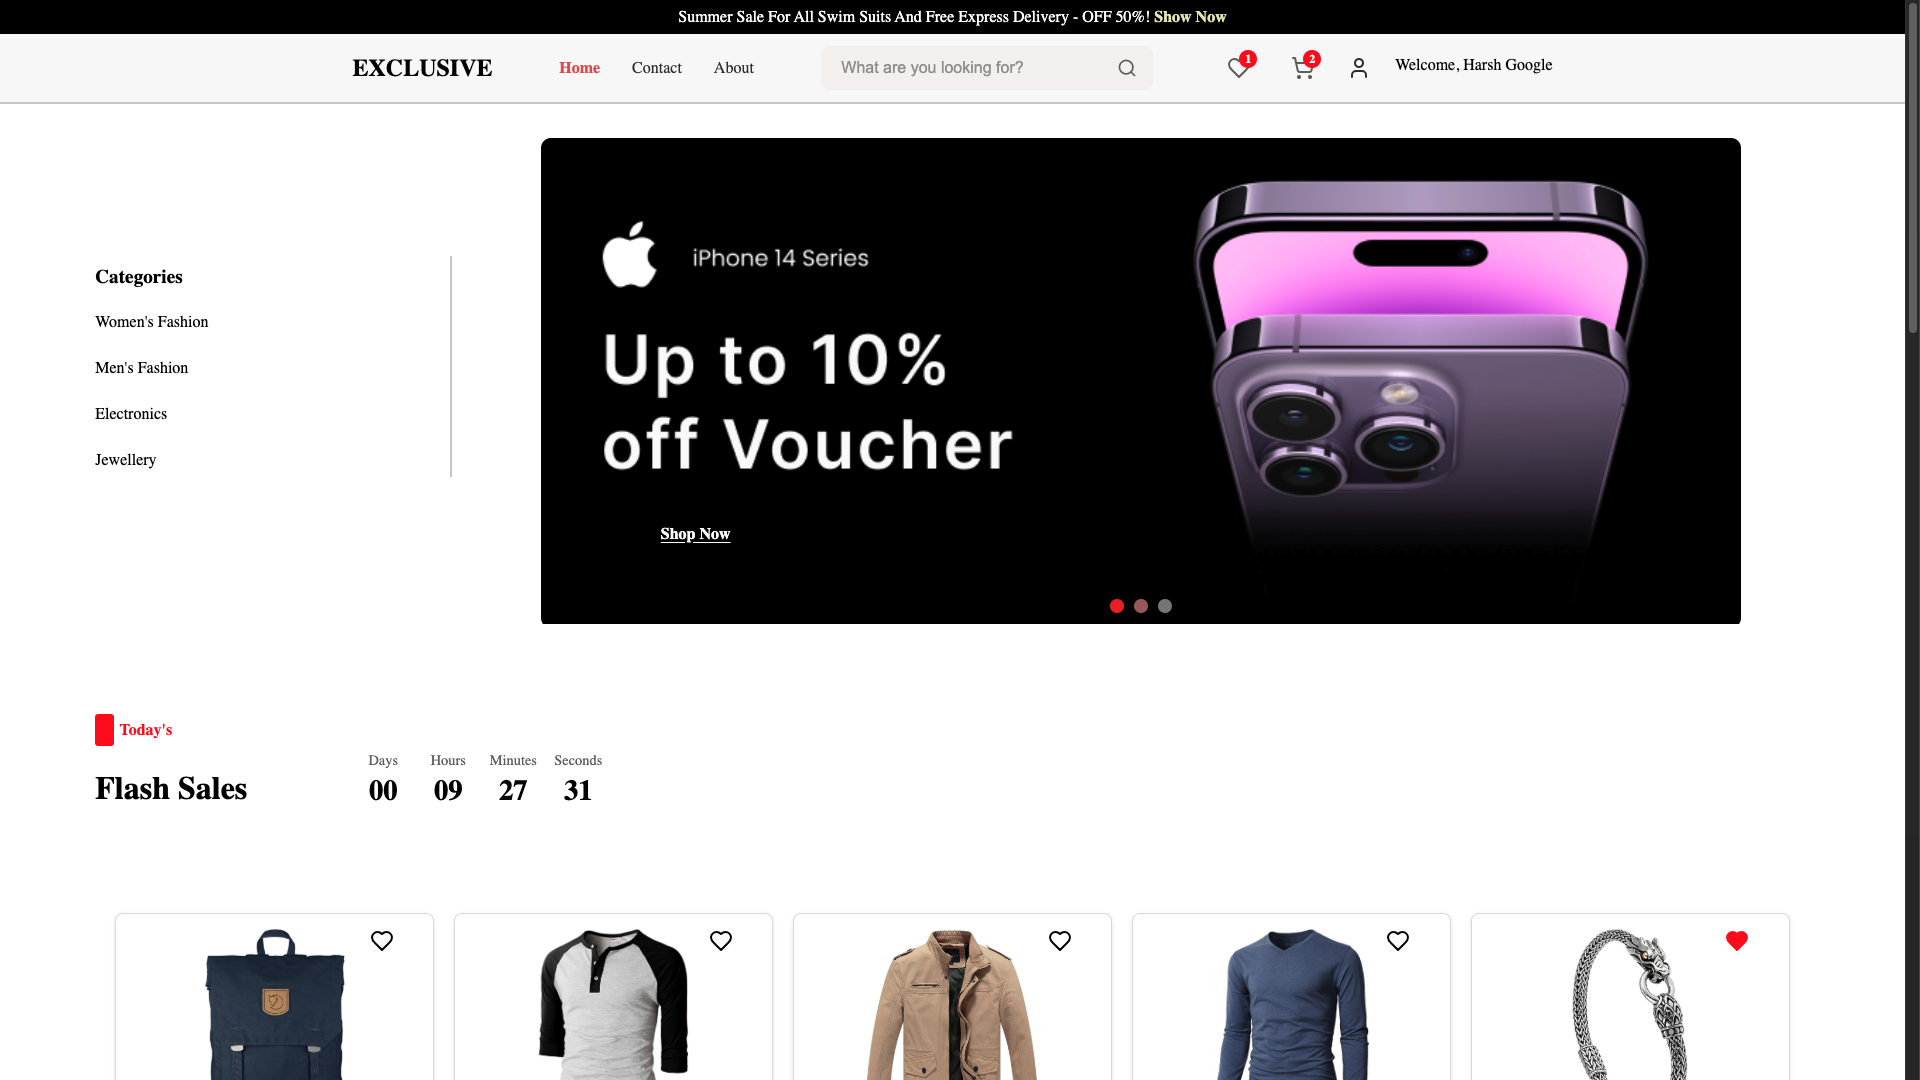 Summer Sale For All Swim Suits And Free Express Delivery - OFF 50%! Show Now
EXCLUSIVE
Home
Contact
About
What are you looking for?
1
2
Welcome, Harsh Google
Categories
Women's Fashion
Men's Fashion
Electronics
Jewellery
iPhone 14 Series
Up to 10%
off Voucher
Shop Now
Today's
Flash Sales
Days
Hours
Minutes
Seconds
00
09
27
31